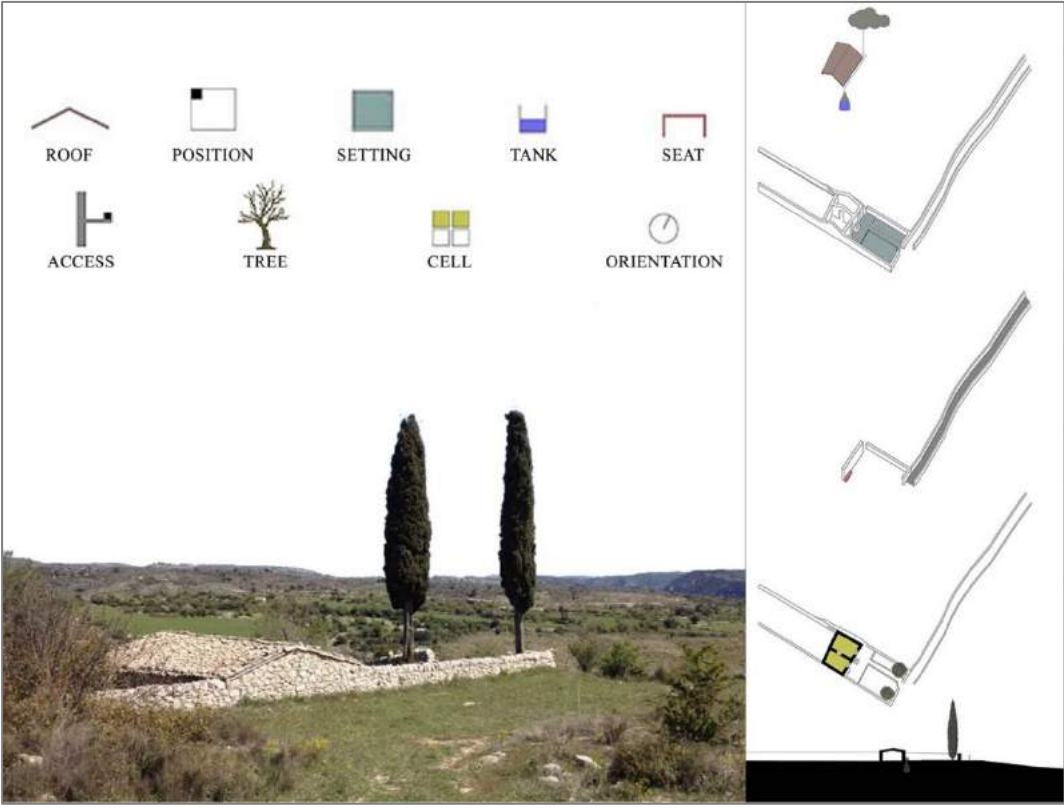 ROOF
POSITION
SETTING
TANK
SEAT
ACCESS
TREE
CELL
ORIENTATION